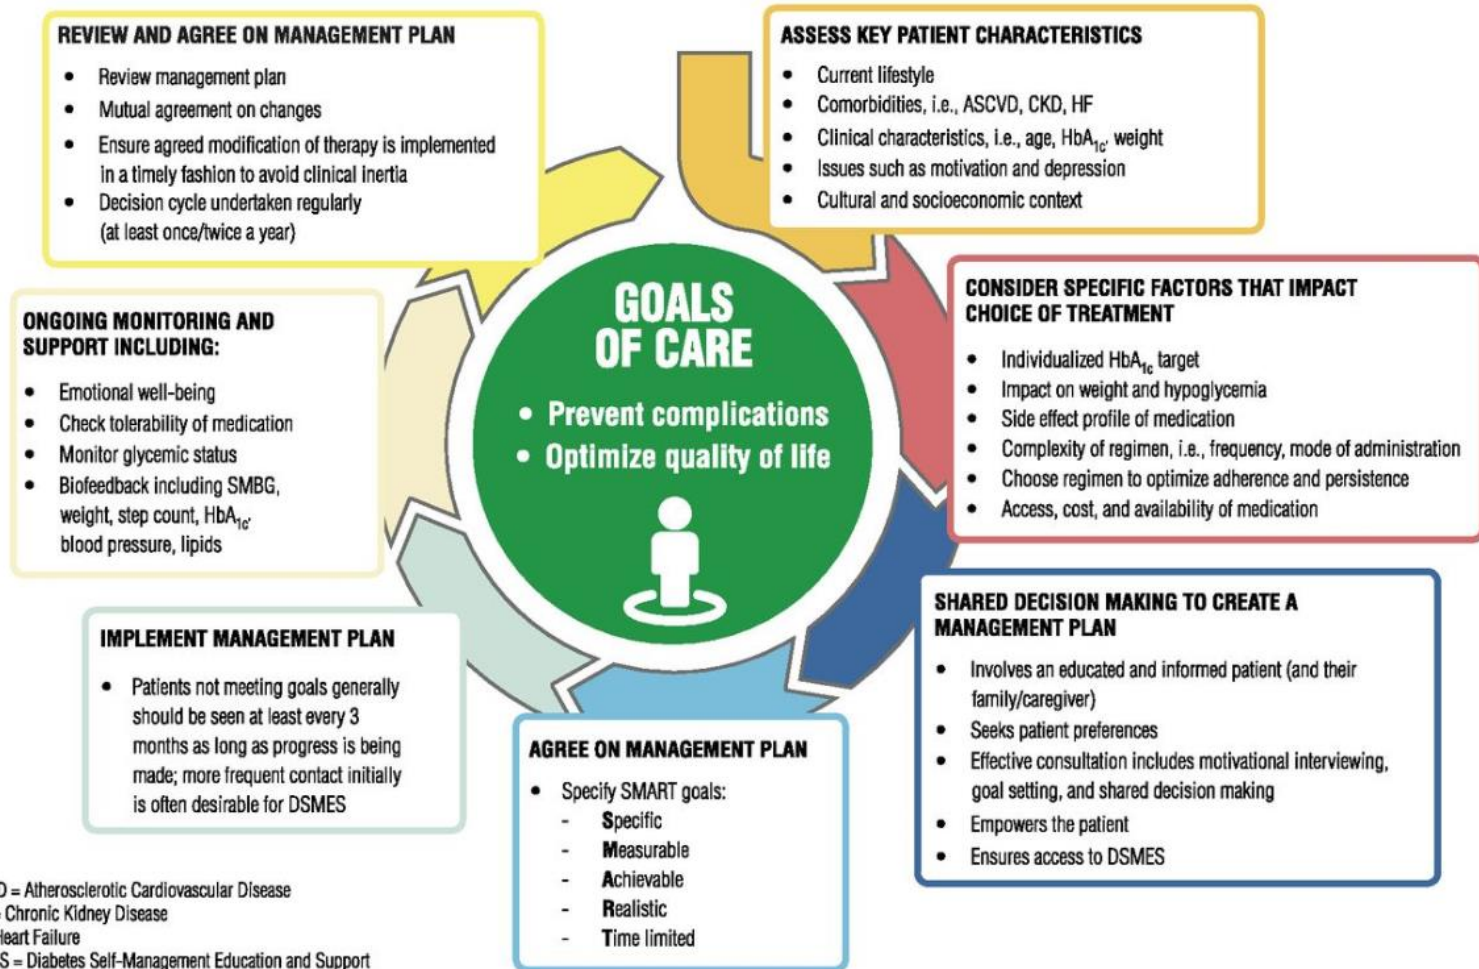 REVIEW AND AGREE ON MANAGEMENT PLAN
• Review management plan
• Mutual agreement on changes
• Ensure agreed modification of therapy is implemented
in a timely fashion to avoid clinical inertia
• Decision cycle undertaken regularly
(at least once/twice a year)
ASSESS KEY PATIENT CHARACTERISTICS
• Current lifestyle
• Comorbidities, i.e., ASCVD, CKD, HF
• Clinical characteristics, i.e., age, HbA1c, weight
• Issues such as motivation and depression
• Cultural and socioeconomic context
CONSIDER SPECIFIC FACTORS THAT IMPACT
CHOICE OF TREATMENT
• Individualized HbA1c target
• Impact on weight and hypoglycemia
• Side effect profile of medication
• Complexity of regimen, i.e., frequency, mode of administration
• Choose regimen to optimize adherence and persistence
• Access, cost, and availability of medication
SHARED DECISION MAKING TO CREATE A
MANAGEMENT PLAN
• Involves an educated and informed patient (and their
family/caregiver)
• Seeks patient preferences
• Effective consultation includes motivational interviewing,
goal setting, and shared decision making
• Empowers the patient
• Ensures access to DSMES
AGREE ON MANAGEMENT PLAN
• Specify SMART goals:
- Specific
- Measurable
- Achievable
- Realistic
- Time limited
IMPLEMENT MANAGEMENT PLAN
• Patients not meeting goals generally
should be seen at least every 3
months as long as progress is being
made; more frequent contact initially
is often desirable for DSMES
ONGOING MONITORING AND
SUPPORT INCLUDING:
• Emotional well-being
• Check tolerability of medication
• Monitor glycemic status
• Biofeedback including SMBG,
weight, step count, HbA1c,
blood pressure, lipids
GOALS
OF CARE
• Prevent complications
• Optimize quality of life
= Atherosclerotic Cardiovascular Disease
= Chronic Kidney Disease
Heart Failure
= Diabetes Self-Management Education and Support